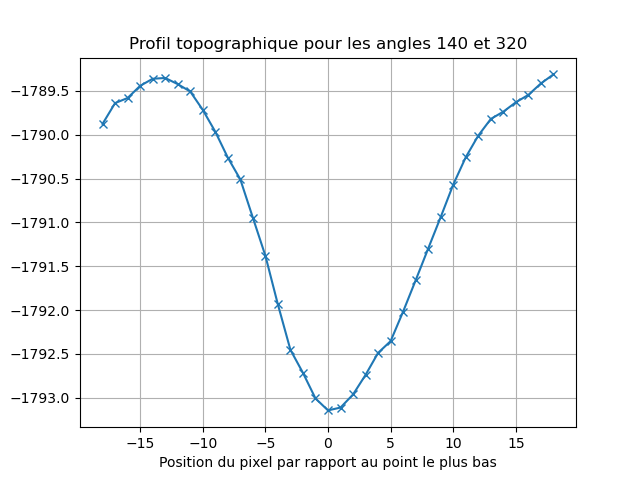 Profil topographique pour les angles 140 et 320
−1789.5
−1790.0
−1790.5
−1791.0
−1791.5
−1792.0
−1792.5
−1793.0
−15 −10 −5 0 5 10 15
Position du pixel par rapport au point le plus bas